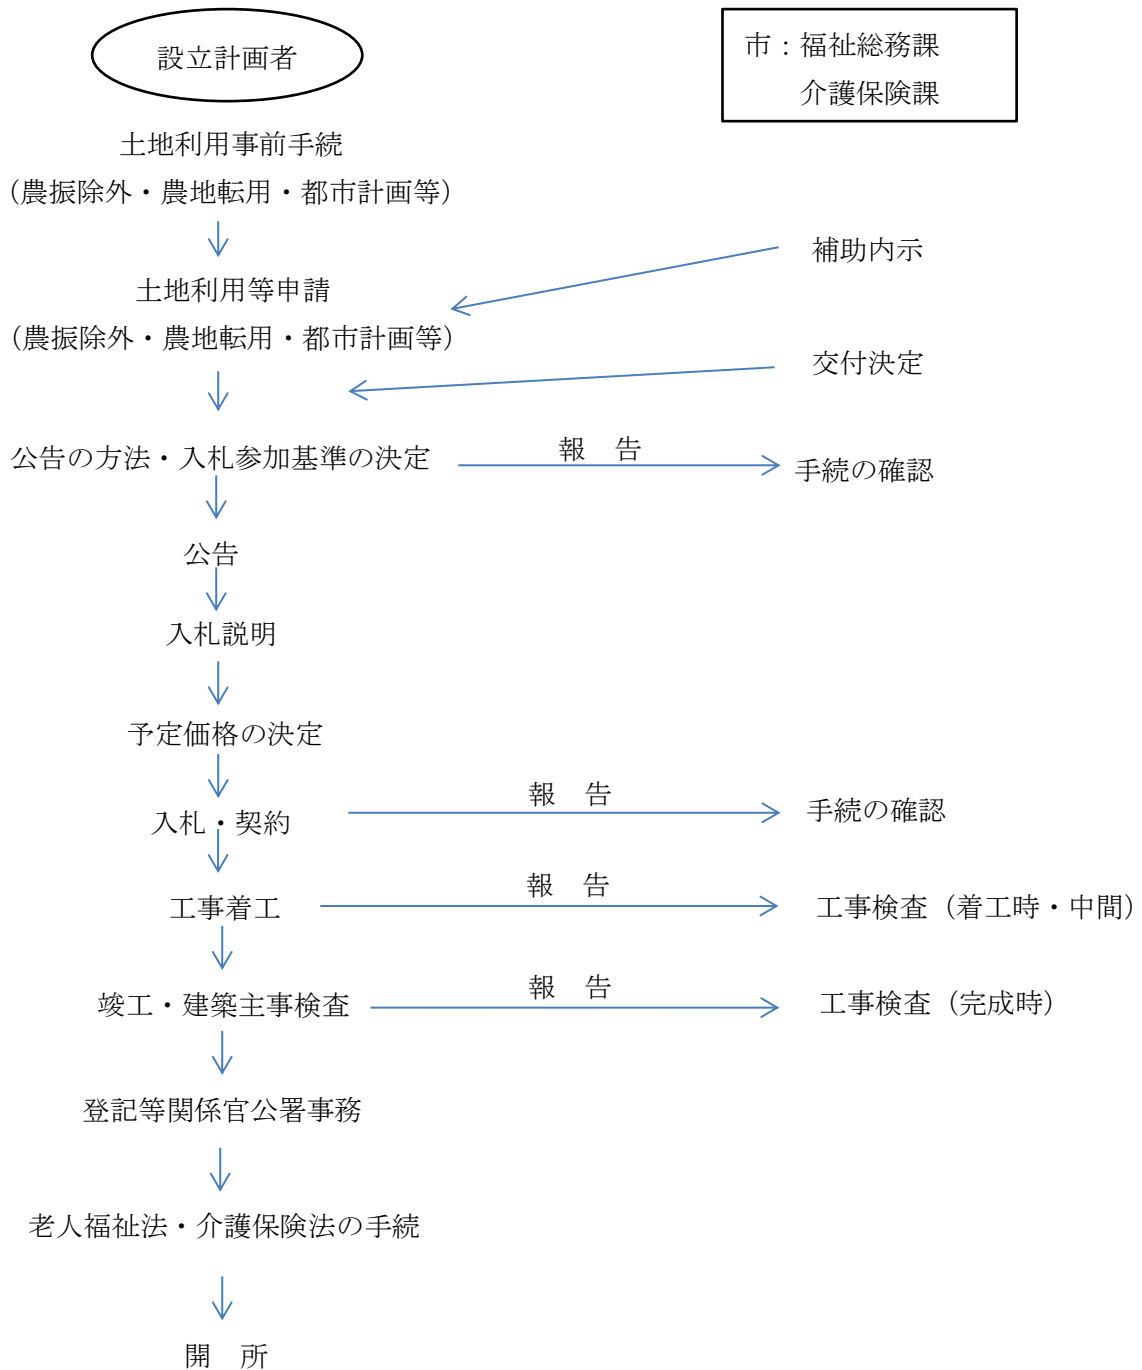 設立計画者
市：福祉総務課
介護保険課
土地利用事前手続
（農振除外・農地転用・都市計画等）
補助内示
土地利用等申請
（農振除外・農地転用・都市計画等）
交付決定
公告の方法・入札参加基準の決定
報　告
手続の確認
公告
入札説明
予定価格の決定
入札・契約
報　告
手続の確認
工事着工
報　告
工事検査（着工時・中間）
竣工・建築主事検査
報　告
工事検査（完成時）
登記等関係官公署事務
老人福祉法・介護保険法の手続
開　所